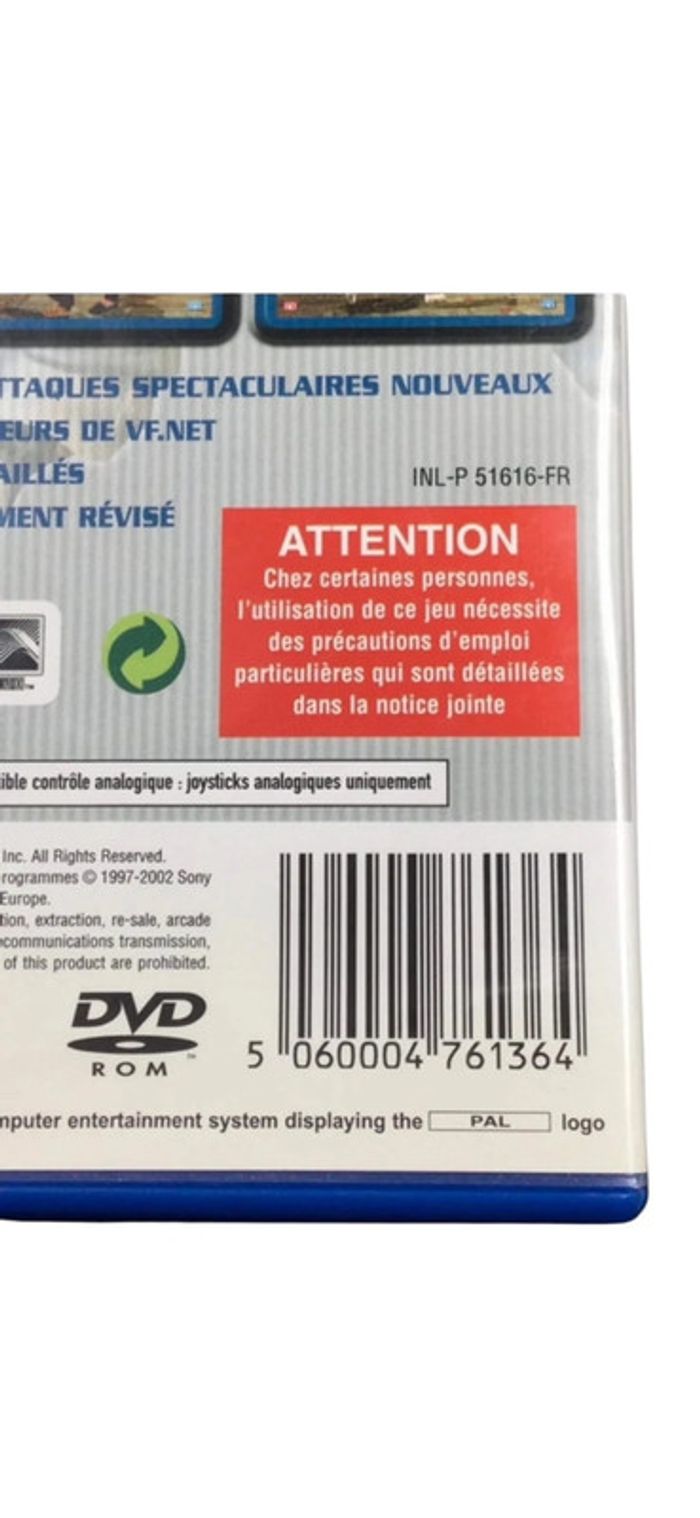 TTAQUES SPECTACULAIRES NOUVEAUX
EURS DE VF.NET
AILLÉS
MENT RÉVISÉ
INL-P 51616-FR
ATTENTION
Chez certaines personnes,
l'utilisation de ce jeu nécessite
des précautions d'emploi
particulières qui sont détaillées
dans la notice jointe
ible contrôle analogique : joysticks analogiques uniquement
Inc. All Rights Reserved.
rogrammes © 1997-2002 Sony
Europe.
tion, extraction, re-sale, arcade
ecommunications transmission,
of this product are prohibited.
DVD
ROM
5 060004 761364
mputer entertainment system displaying the PAL logo